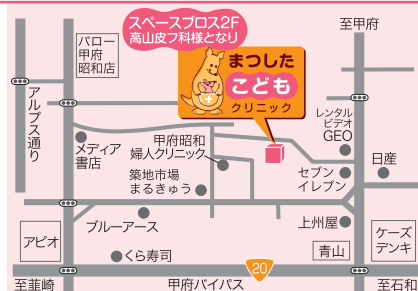 スペースブロス2F
高山皮フ科様となり
至甲府
バロー
甲府
昭和店
まつした
こども
クリニック
アルプス通り
レンタル
ビデオ
GEO
メディア
書店
甲府昭和
婦人クリニック
日産
築地市場
まるきゅう
セブン
イレブン
ブルーアース
上州屋
アピオ
くら寿司
青山
ケーズ
デンキ
20
至韮崎
甲府バイパス
至石和